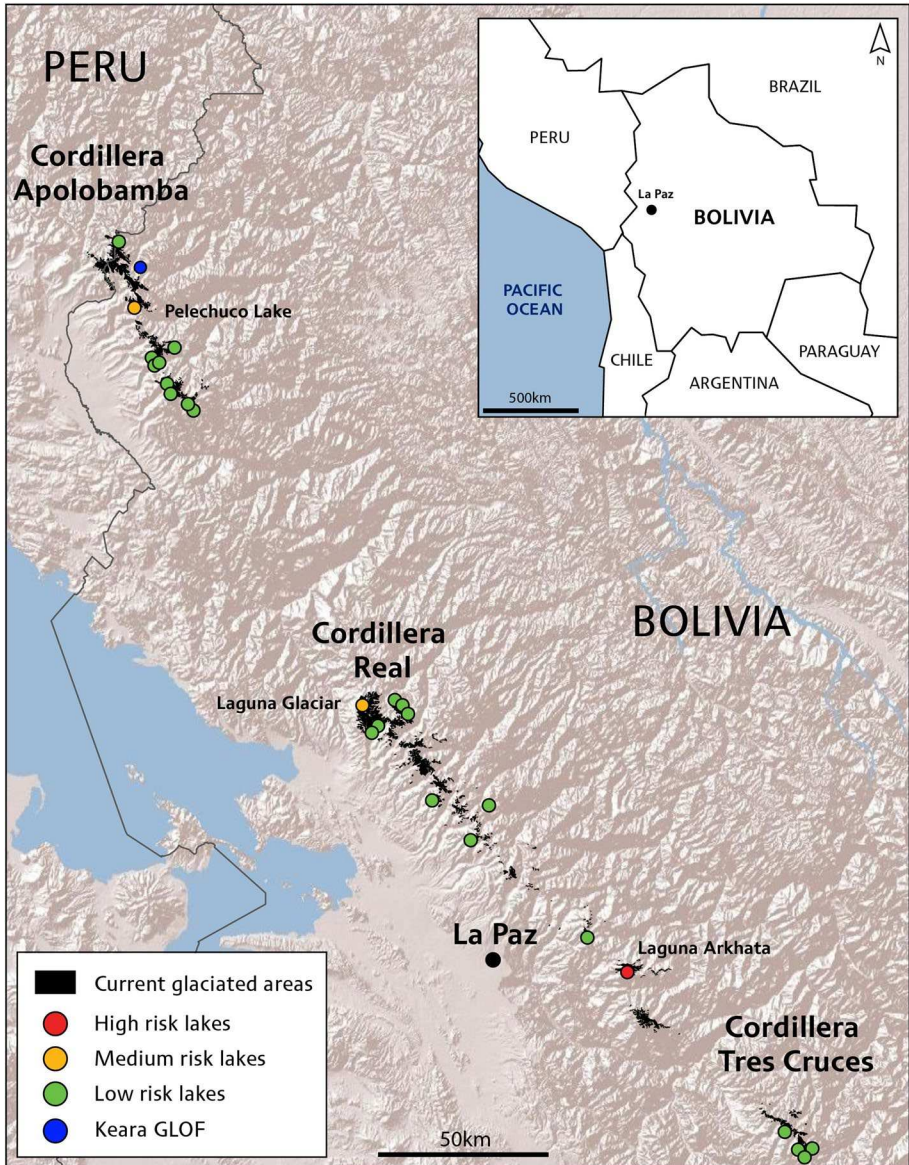 PERU
Cordillera
Apolobamba
Pelechuco Lake
N
BRAZIL
PERU
La Paz
BOLIVIA
PACIFIC
OCEAN
CHILE
PARAGUAY
ARGENTINA
500km
BOLIVIA
Cordillera
Real
Laguna Glaciar
La Paz
Laguna Arkhata
Cordillera
Tres Cruces
Current glaciated areas
High risk lakes
Medium risk lakes
Low risk lakes
Keara GLOF
50km